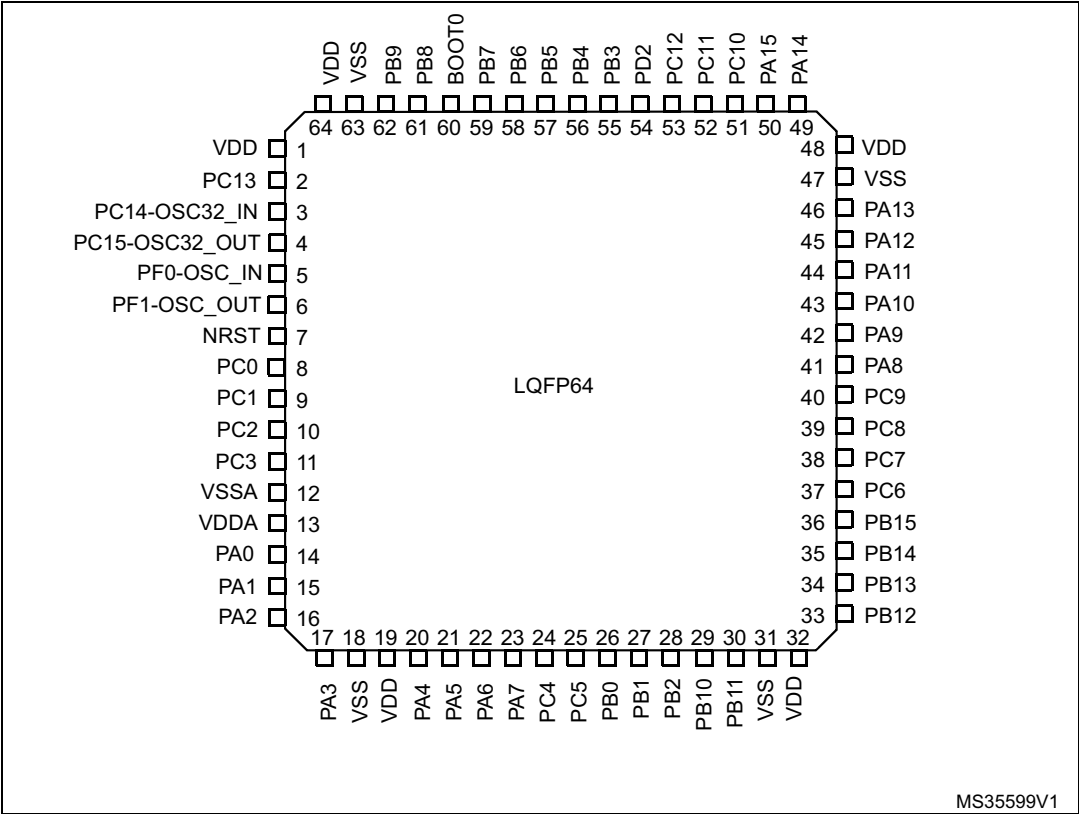 VDD
VSS
PB9
PB8
BOOT0
PB7
PB6
PB5
PB4
PB3
PD2
PC12
PC11
PC10
PA15
PA14
64 63 62 61 60 59 58 57 56 55 54 53 52 51 50 49
VDD 1
PC13 2
PC14-OSC32_IN 3
PC15-OSC32_OUT 4
PF0-OSC_IN 5
PF1-OSC_OUT 6
NRST 7
PC0 8
PC1 9
PC2 10
PC3 11
VSSA 12
VDDA 13
PA0 14
PA1 15
PA2 16
LQFP64
48 VDD
47 VSS
46 PA13
45 PA12
44 PA11
43 PA10
42 PA9
41 PA8
40 PC9
39 PC8
38 PC7
37 PC6
36 PB15
35 PB14
34 PB13
33 PB12
17 18 19 20 21 22 23 24 25 26 27 28 29 30 31 32
PA3
VSS
VDD
PA4
PA5
PA6
PA7
PC4
PC5
PB0
PB1
PB2
PB10
PB11
VSS
VDD
MS35599V1